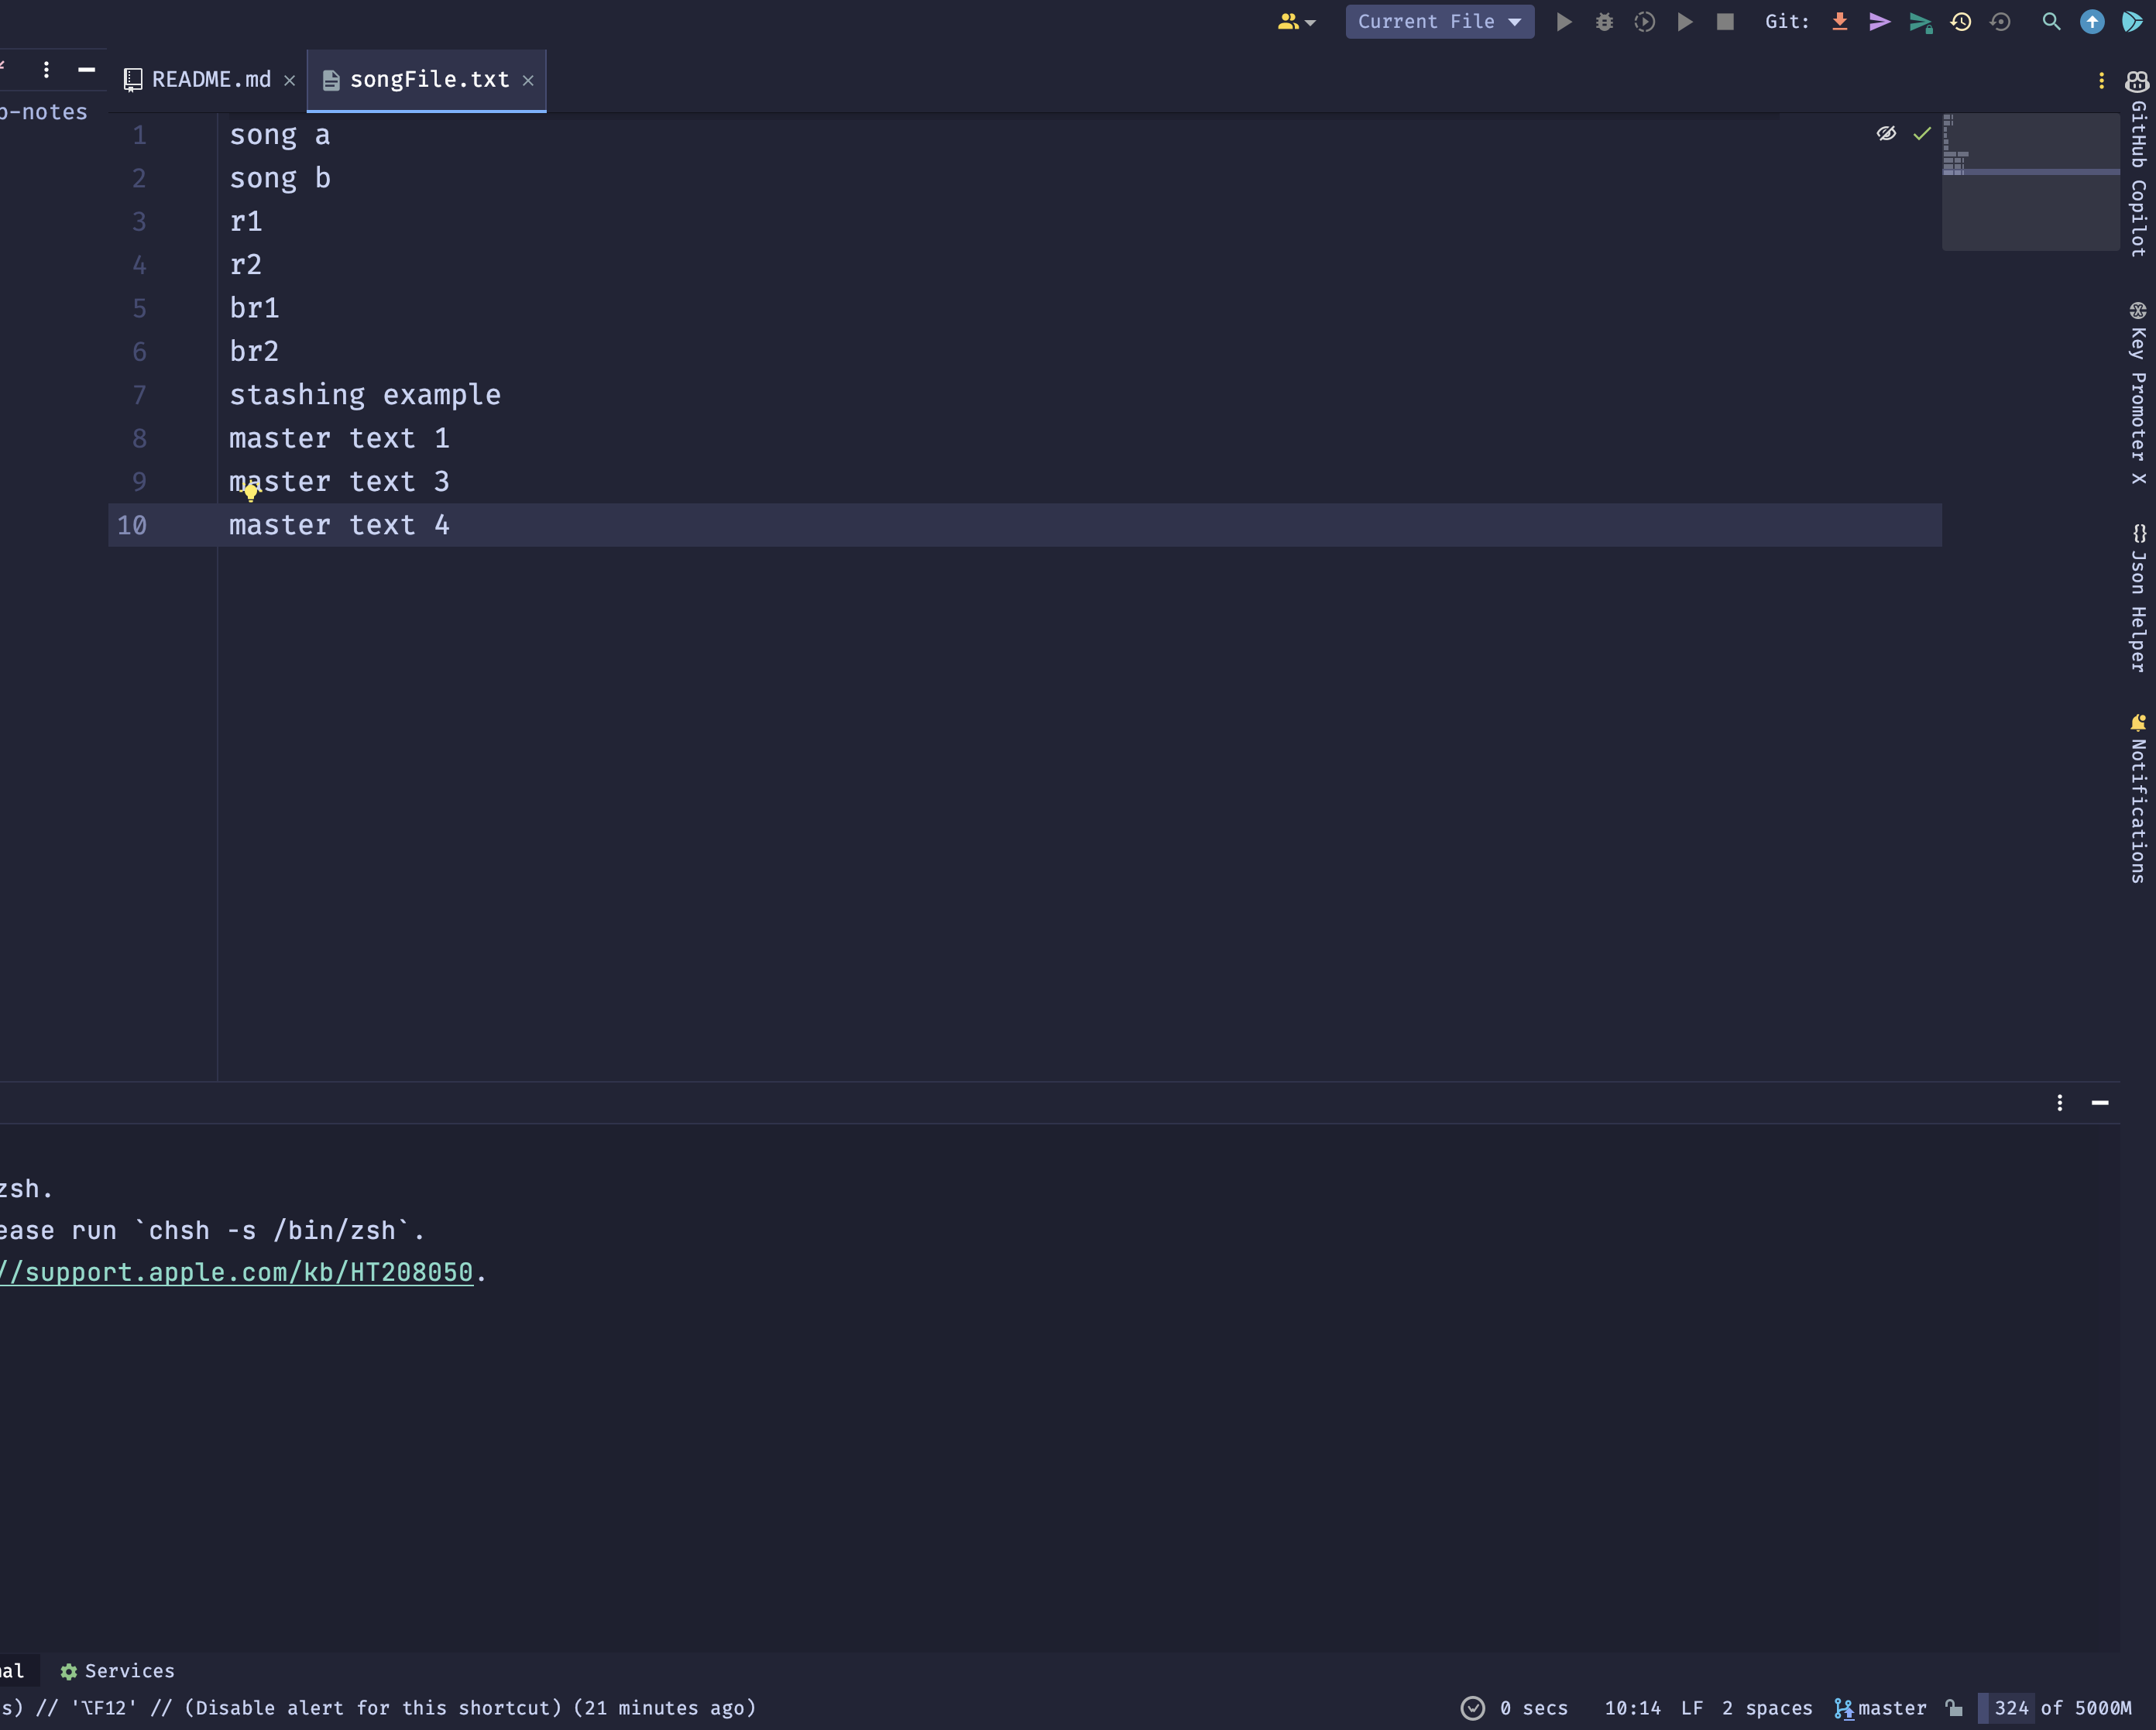 Current File
Git:
README.md
songFile.txt
-notes
1 song a
2 song b
3 r1
4 r2
5 br1
6 br2
7 stashing example
8 master text 1
9 master text 3
10 master text 4
GitHub Copilot
Key Promoter X
{} Json Helper
Notifications
zsh.
ease run `chsh -s /bin/zsh`.
//support.apple.com/kb/HT208050.
al
Services
s) // '⌥F12' // (Disable alert for this shortcut) (21 minutes ago)
0 secs
10:14 LF 2 spaces master 324 of 5000M